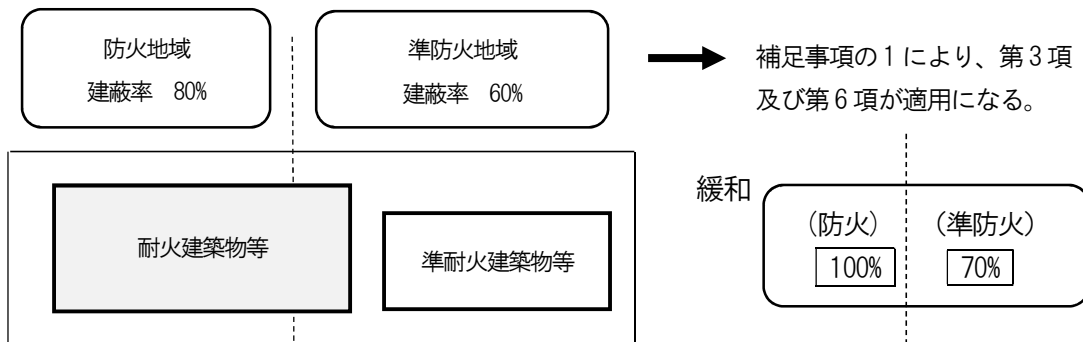 防火地域
建蔽率　80%
準防火地域
建蔽率　60%
補足事項の1により、第3項
及び第6項が適用になる。
耐火建築物等
準耐火建築物等
緩和
(防火)
100%
(準防火)
70%